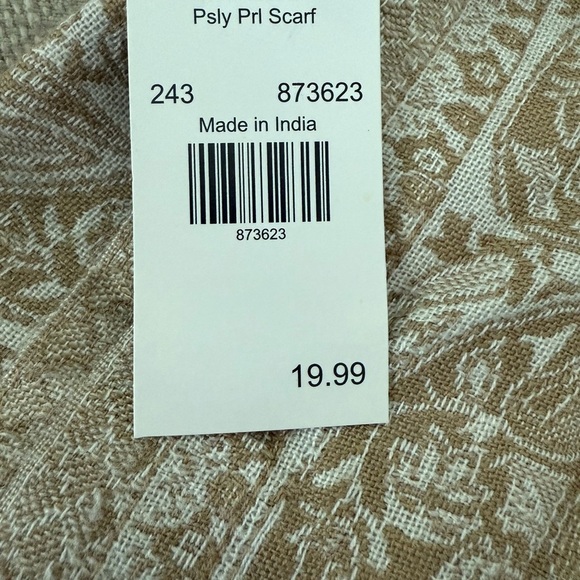 Psly Prl Scarf
243 873623
Made in India
873623
19.99